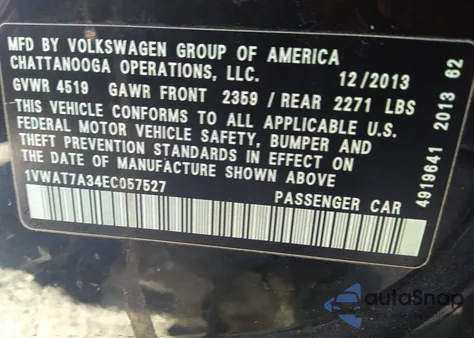 MFD BY VOLKSWAGEN GROUP OF AMERICA
CHATTANOOGA OPERATIONS, LLC. 12/2013
GVWR 4519 GAWR FRONT 2359 / REAR 2271 LBS
THIS VEHICLE CONFORMS TO ALL APPLICABLE U.S.
FEDERAL MOTOR VEHICLE SAFETY, BUMPER AND
THEFT PREVENTION STANDARDS IN EFFECT ON
THE DATE OF MANUFACTURE SHOWN ABOVE
1VWAT7A34EC057527 PASSENGER CAR
4919641 2013 62
autoSnap